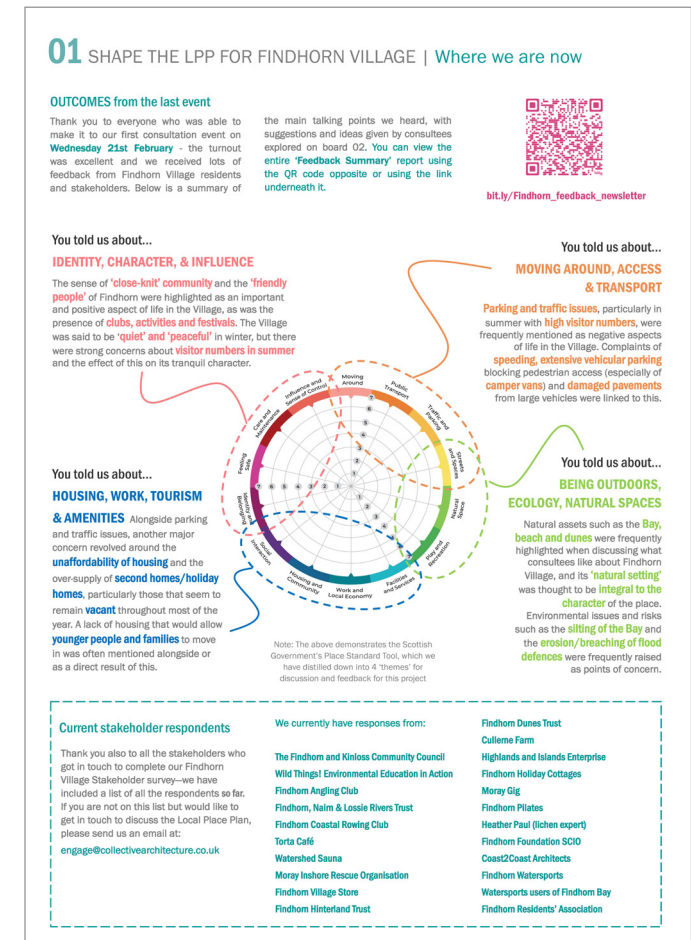 01 SHAPE THE LPP FOR FINDHORN VILLAGE | Where we are now
OUTCOMES from the last event
Thank you to everyone who was able to
make it to our first consultation event on
Wednesday 21st February - the turnout
was excellent and we received lots of
feedback from Findhorn Village residents
and stakeholders. Below is a summary of
the main talking points we heard, with
suggestions and ideas given by consultees
explored on board 02. You can view the
entire 'Feedback Summary' report using
the QR code opposite or using the link
underneath it.
bit.ly/Findhorn_feedback_newsletter
You told us about...
IDENTITY, CHARACTER, & INFLUENCE
The sense of 'close-knit' community and the 'friendly
people' of Findhorn were highlighted as an important
and positive aspect of life in the Village, as was the
presence of clubs, activities and festivals. The Village
was said to be 'quiet' and 'peaceful' in winter, but there
were strong concerns about visitor numbers in summer
and the effect of this on its tranquil character.
You told us about...
MOVING AROUND, ACCESS
& TRANSPORT
Parking and traffic issues, particularly in
summer with high visitor numbers, were
frequently mentioned as negative aspects
of life in the Village. Complaints of
speeding, extensive vehicular parking
blocking pedestrian access (especially of
camper vans) and damaged pavements
from large vehicles were linked to this.
Moving
Around
Public
Transport
Traffic and
Parking
Streets
and Spaces
Natural
Space
Play and
Recreation
Facilities
and Services
Work and
Local Economy
Housing and
Community
Social
Interaction
Identity and
Belonging
Feeling
Safe
Care and
Maintenance
Influence and
Sense of Control
7
6
5
4
3
2
1
7 6 5 4 3 2 1
1
2
3
4
You told us about...
HOUSING, WORK, TOURISM
& AMENITIES Alongside parking
and traffic issues, another major
concern revolved around the
unaffordability of housing and the
over-supply of second homes/holiday
homes, particularly those that seem to
remain vacant throughout most of the
year. A lack of housing that would allow
younger people and families to move
in was often mentioned alongside or
as a direct result of this.
You told us about...
BEING OUTDOORS,
ECOLOGY, NATURAL SPACES
Natural assets such as the Bay,
beach and dunes were frequently
highlighted when discussing what
consultees like about Findhorn
Village, and its 'natural setting'
was thought to be integral to the
character of the place.
Environmental issues and risks
such as the silting of the Bay and
the erosion/breaching of flood
defences were frequently raised
as points of concern.
Note: The above demonstrates the Scottish
Government's Place Standard Tool, which we
have distilled down into 4 'themes' for
discussion and feedback for this project
Current stakeholder respondents
Thank you also to all the stakeholders who
got in touch to complete our Findhorn
Village Stakeholder survey—we have
included a list of all the respondents so far.
If you are not on this list but would like to
get in touch to discuss the Local Place Plan,
please send us an email at:
engage@collectivearchitecture.co.uk
We currently have responses from:
The Findhorn and Kinloss Community Council
Wild Things! Environmental Education in Action
Findhorn Angling Club
Findhorn, Nairn & Lossie Rivers Trust
Findhorn Coastal Rowing Club
Torta Café
Watershed Sauna
Moray Inshore Rescue Organisation
Findhorn Village Store
Findhorn Hinterland Trust
Findhorn Dunes Trust
Culleme Farm
Highlands and Islands Enterprise
Findhorn Holiday Cottages
Moray Gig
Findhorn Pilates
Heather Paul (lichen expert)
Findhorn Foundation SCIO
Coast2Coast Architects
Findhorn Watersports
Watersports users of Findhorn Bay
Findhorn Residents' Association